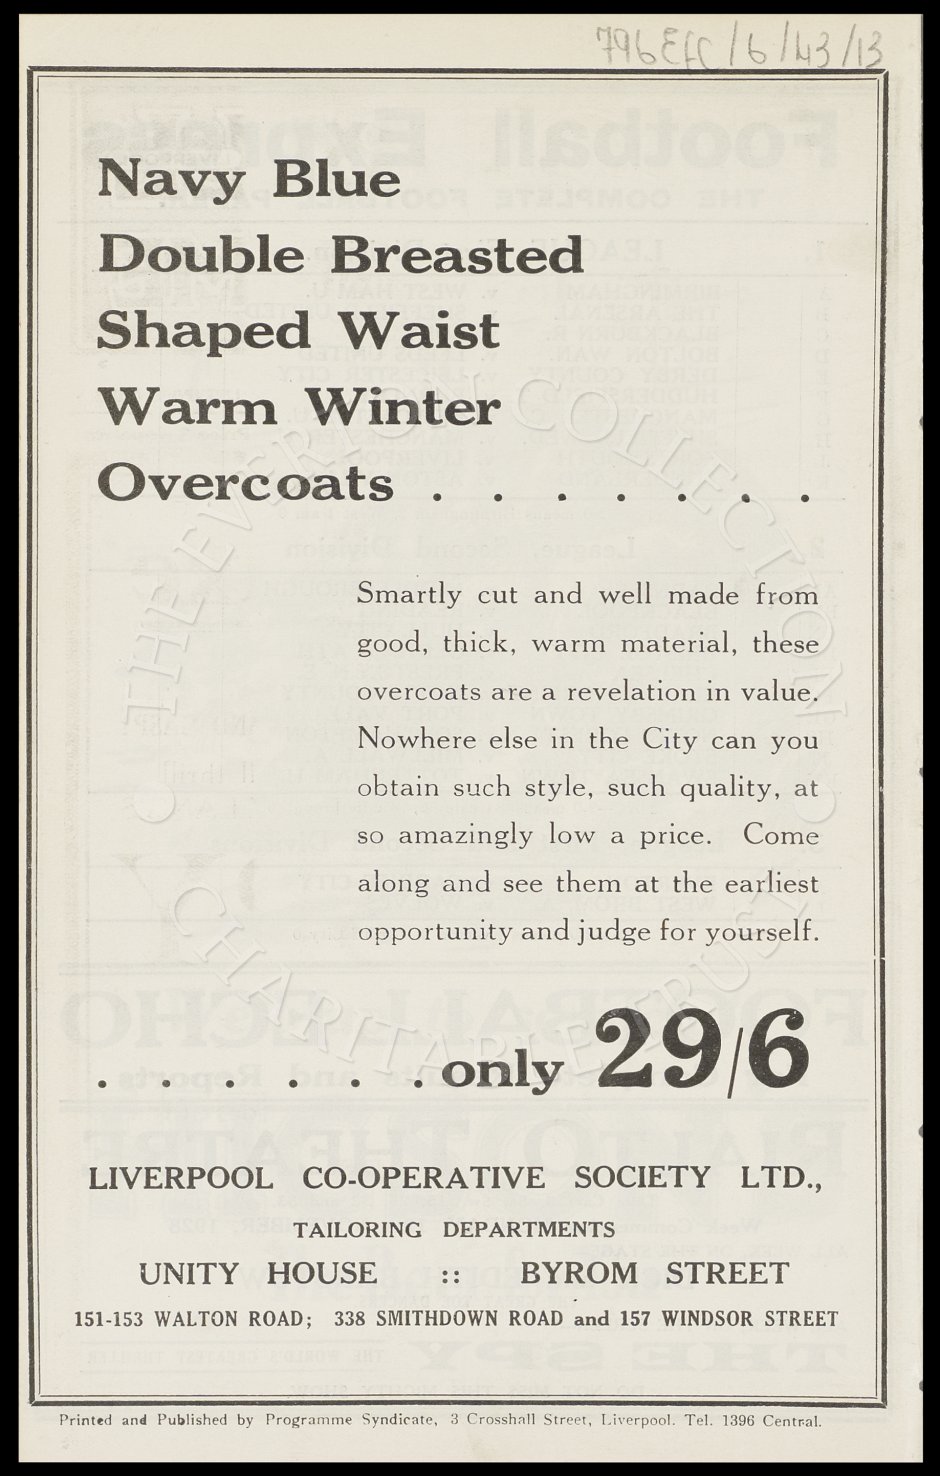 796 EFC/6/43/13
Navy Blue
Double Breasted
Shaped Waist
Warm Winter
Overcoats . . . . . . .
Smartly cut and well made from
good, thick, warm material, these
overcoats are a revelation in value.
Nowhere else in the City can you
obtain such style, such quality, at
so amazingly low a price. Come
along and see them at the earliest
opportunity and judge for yourself.
. . . . . . . only 29/6
LIVERPOOL CO-OPERATIVE SOCIETY LTD.,
TAILORING DEPARTMENTS
UNITY HOUSE :: BYROM STREET
151-153 WALTON ROAD; 338 SMITHDOWN ROAD and 157 WINDSOR STREET
Printed and Published by Programme Syndicate, 3 Crosshall Street, Liverpool. Tel. 1396 Central.
• THE EVERTON COLLECTION •
CHARITABLE TRUST